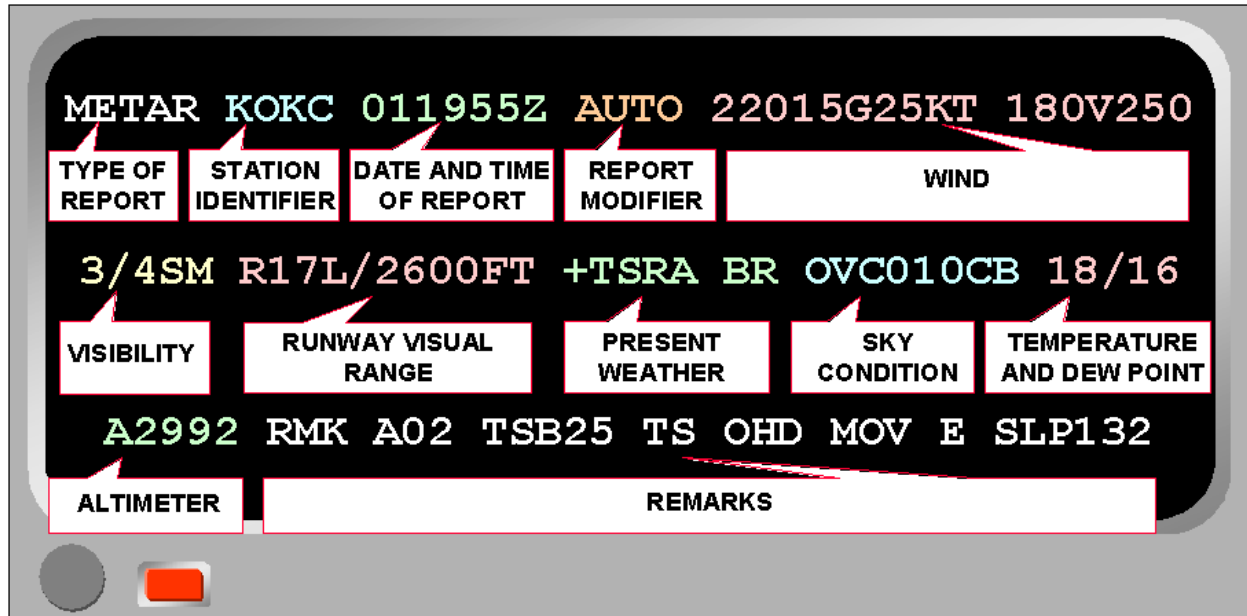 METAR KOKC 011955Z AUTO 22015G25KT 180V250
TYPE OF REPORT
STATION IDENTIFIER
DATE AND TIME OF REPORT
REPORT MODIFIER
WIND
3/4SM R17L/2600FT +TSRA BR OVC010CB 18/16
VISIBILITY
RUNWAY VISUAL RANGE
PRESENT WEATHER
SKY CONDITION
TEMPERATURE AND DEW POINT
A2992 RMK A02 TSB25 TS OHD MOV E SLP132
ALTIMETER
REMARKS